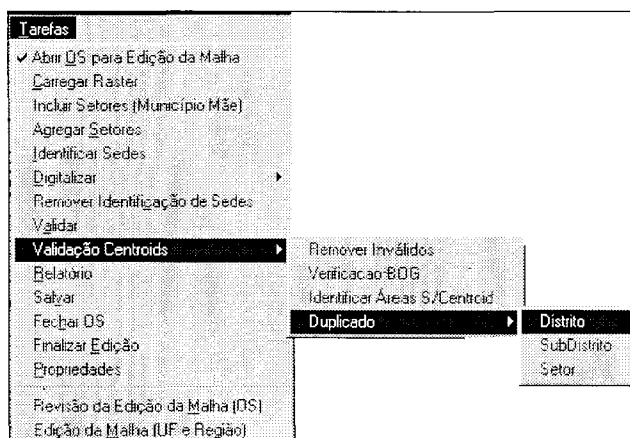 Tarefas
Abrir OS para Edição da Malha
Carregar Raster
Incluir Setores (Município Mãe)
Agregar Setores
Identificar Sedes
Digitalizar
Remover Identificação de Sedes
Validar
Validação Centroids
Relatório
Salvar
Fechar OS
Finalizar Edição
Propriedades
Revisão da Edição da Malha (OS)
Edição da Malha (UF e Região)
Remover Inválidos
Verificacao BOG
Identificar Áreas S/Centroid
Duplicado
Distrito
SubDistrito
Setor